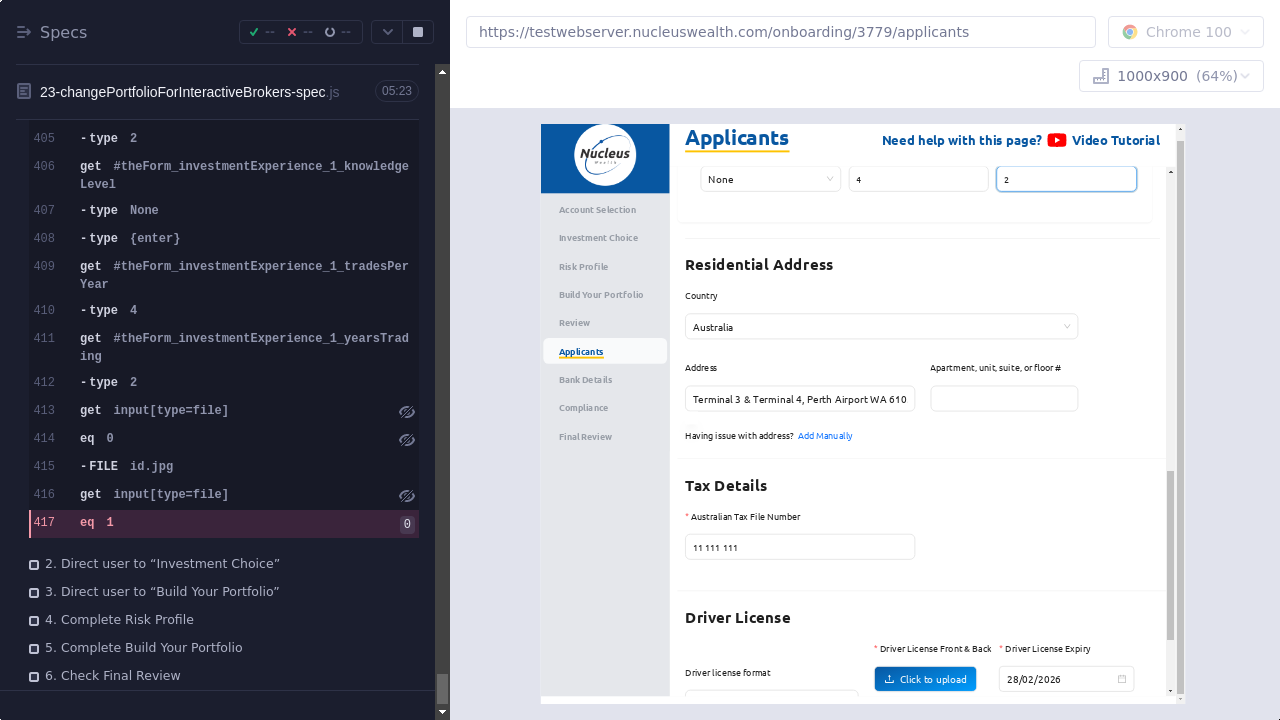 Specs
--
--
--
23-changePortfolioForInteractiveBrokers-spec.js
05:23
405 -type 2
406 get #theForm_investmentExperience_1_knowledge
Level
407 -type None
408 -type {enter}
409 get #theForm_investmentExperience_1_tradesPer
Year
410 -type 4
411 get #theForm_investmentExperience_1_yearsTrad
ing
412 -type 2
413 get input[type=file]
414 eq 0
415 -FILE id.jpg
416 get input[type=file]
417 eq 1 0
2. Direct user to “Investment Choice”
3. Direct user to “Build Your Portfolio”
4. Complete Risk Profile
5. Complete Build Your Portfolio
6. Check Final Review
https://testwebserver.nucleuswealth.com/onboarding/3779/applicants
Chrome 100
1000x900 (64%)
Nucleus
Wealth
Account Selection
Investment Choice
Risk Profile
Build Your Portfolio
Review
Applicants
Bank Details
Compliance
Final Review
Applicants
Need help with this page? Video Tutorial
None 4 2
Residential Address
Country
Australia
Address Apartment, unit, suite, or floor #
Terminal 3 & Terminal 4, Perth Airport WA 610
Having issue with address? Add Manually
Tax Details
* Australian Tax File Number
11 111 111
Driver License
* Driver License Front & Back * Driver License Expiry
Driver license format
Click to upload 28/02/2026